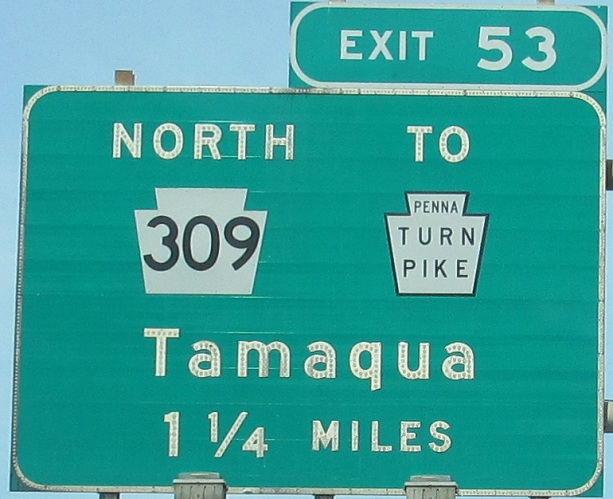 EXIT 53
NORTH TO
309
PENNA
TURN
PIKE
Tamaqua
1 1/4 MILES